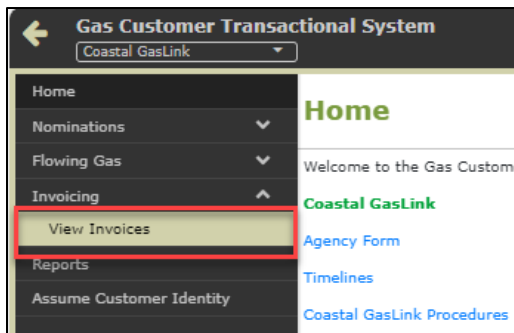 Gas Customer Transactional System
Coastal GasLink
Home
Nominations
Flowing Gas
Invoicing
View Invoices
Reports
Assume Customer Identity
Home
Welcome to the Gas Custom
Coastal GasLink
Agency Form
Timelines
Coastal GasLink Procedures